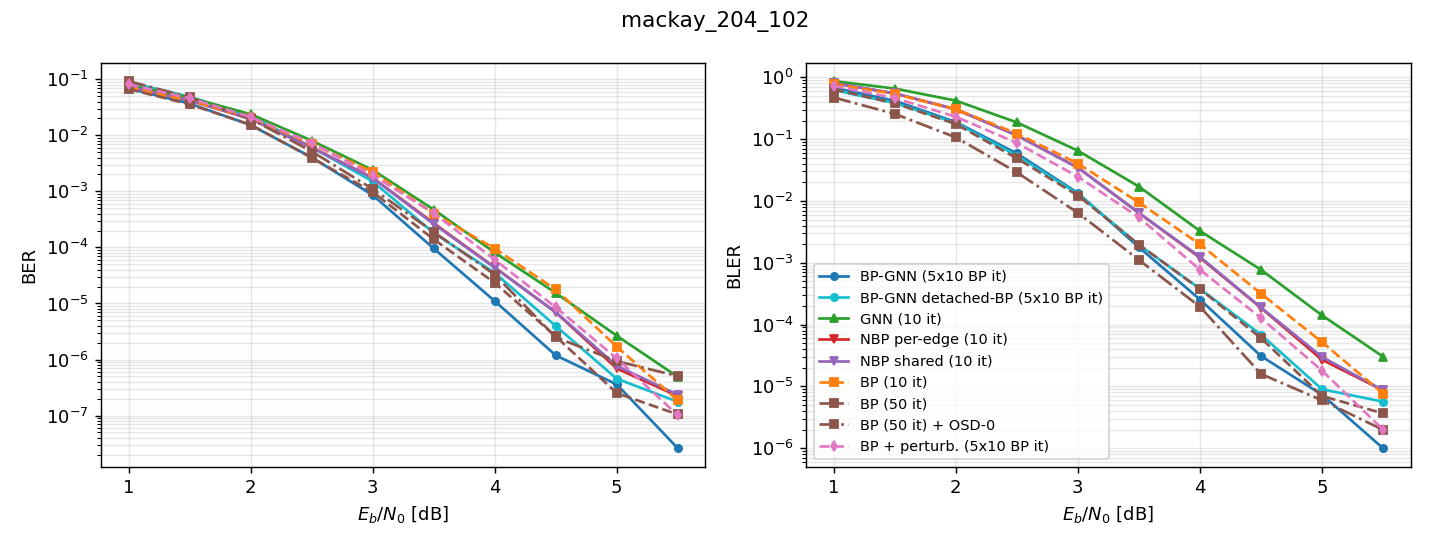 mackay_204_102
BER
10⁻¹
10⁻²
10⁻³
10⁻⁴
10⁻⁵
10⁻⁶
10⁻⁷
1
2
3
4
5
E_b/N_0 [dB]
BLER
10⁰
10⁻¹
10⁻²
10⁻³
10⁻⁴
10⁻⁵
10⁻⁶
BP-GNN (5x10 BP it)
BP-GNN detached-BP (5x10 BP it)
GNN (10 it)
NBP per-edge (10 it)
NBP shared (10 it)
BP (10 it)
BP (50 it)
BP (50 it) + OSD-0
BP + perturb. (5x10 BP it)
1
2
3
4
5
E_b/N_0 [dB]